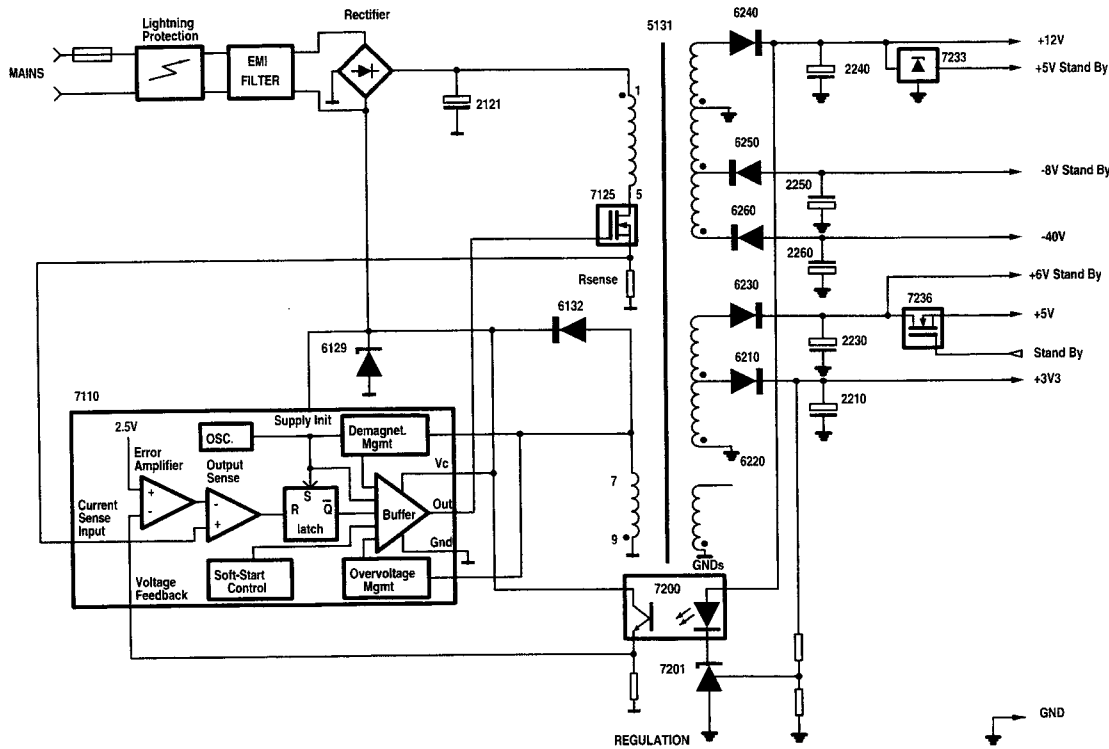 Lightning
Protection
Rectifier
MAINS
EMI
FILTER
2121
5131
1
5
7125
Rsense
6132
6129
7110
2.5V
Error
Amplifier
OSC.
Output
Sense
Supply Init
Demagnet.
Mgmt
Vc
Out
Gnd
Current
Sense
Input
+
-
-
+
S
R
Q
latch
Buffer
Soft-Start
Control
Overvoltage
Mgmt
Voltage
Feedback
7
9
6240
2240
7233
+12V
+5V Stand By
6250
2250
-8V Stand By
6260
2260
-40V
+6V Stand By
6230
2230
7236
+5V
Stand By
6210
2210
+3V3
6220
GNDs
7200
7201
REGULATION
GND